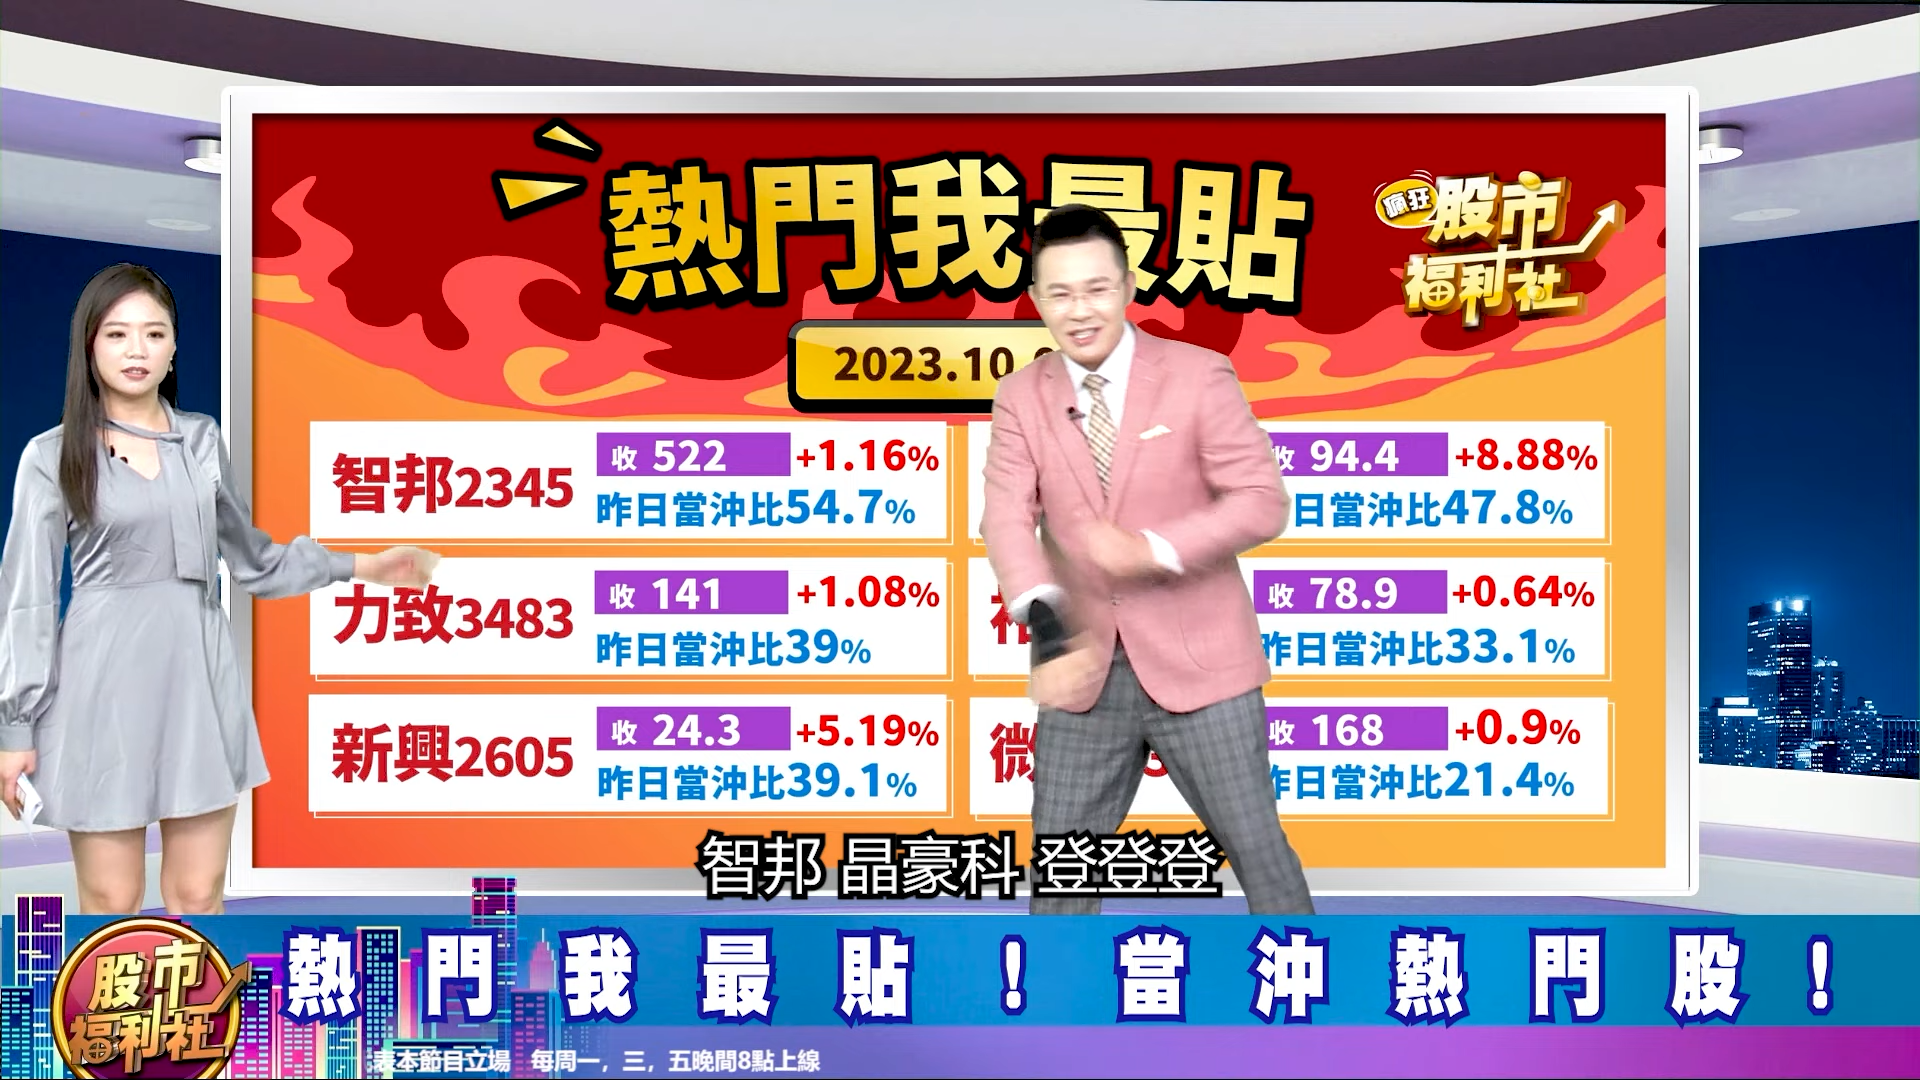 熱門我最貼
瘋狂
股市
福利社
2023.10
智邦2345
收 522 +1.16%
昨日當沖比54.7%
收 94.4 +8.88%
日當沖比47.8%
力致3483
收 141 +1.08%
昨日當沖比39%
收 78.9 +0.64%
昨日當沖比33.1%
新興2605
收 24.3 +5.19%
昨日當沖比39.1%
微
收 168 +0.9%
昨日當沖比21.4%
智邦 晶豪科 登登登
股市
福利社
熱門我最貼！當沖熱門股！
表本節目立場 每周一，三，五晚間8點上線